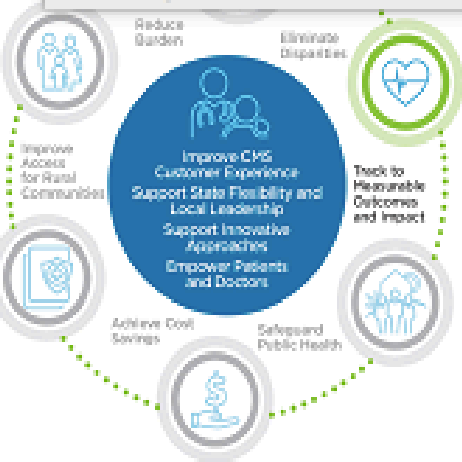 Reduce
Burden
Eliminate
Disparities
Improve CMS
Customer Experience
Support State Flexibility and
Local Leadership
Support Innovative
Approaches
Empower Patients
and Doctors
Improve
Access
for Rural
Communities
Track to
Measurable
Outcomes
and Impact
Achieve Cost
Savings
Safeguard
Public Health
$